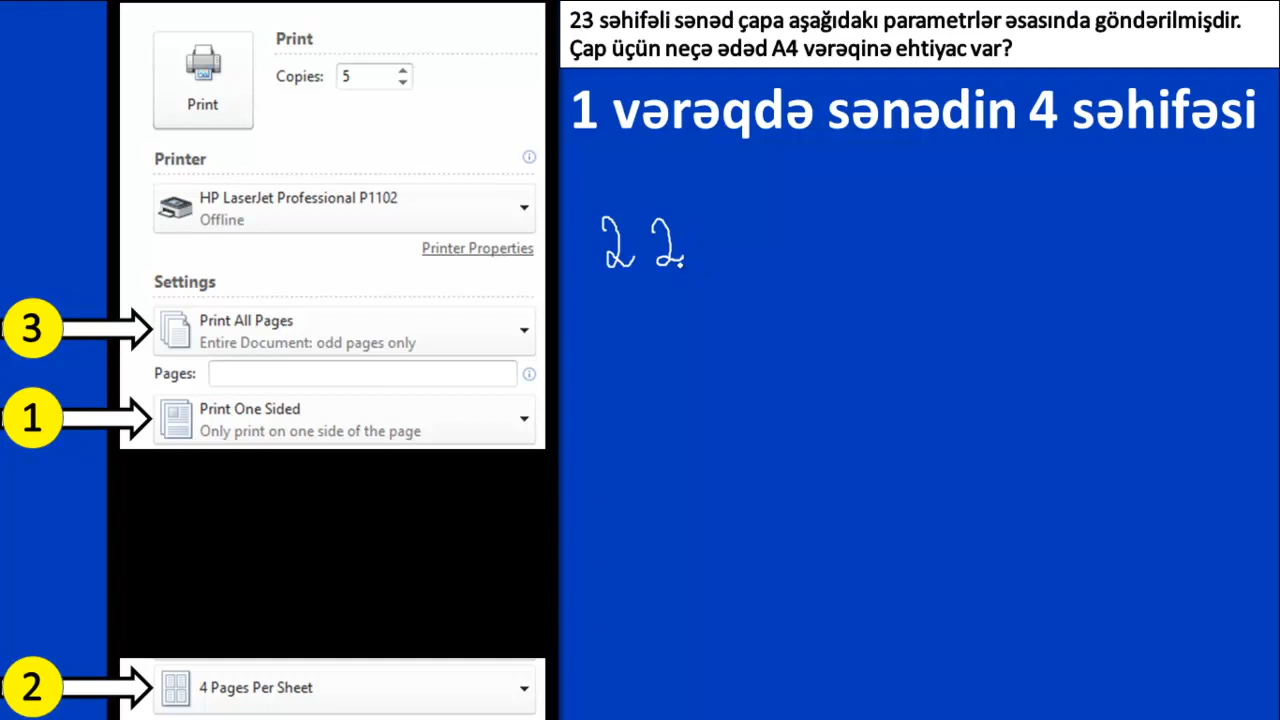 Print
Print
Copies: 5
Printer
HP LaserJet Professional P1102
Offline
Printer Properties
Settings
3
Print All Pages
Entire Document: odd pages only
Pages:
1
Print One Sided
Only print on one side of the page
2
4 Pages Per Sheet
23 səhifəli sənəd çapa aşağıdakı parametrlər əsasında göndərilmişdir.
Çap üçün neçə ədəd A4 vərəqinə ehtiyac var?
1 vərəqdə sənədin 4 səhifəsi
22